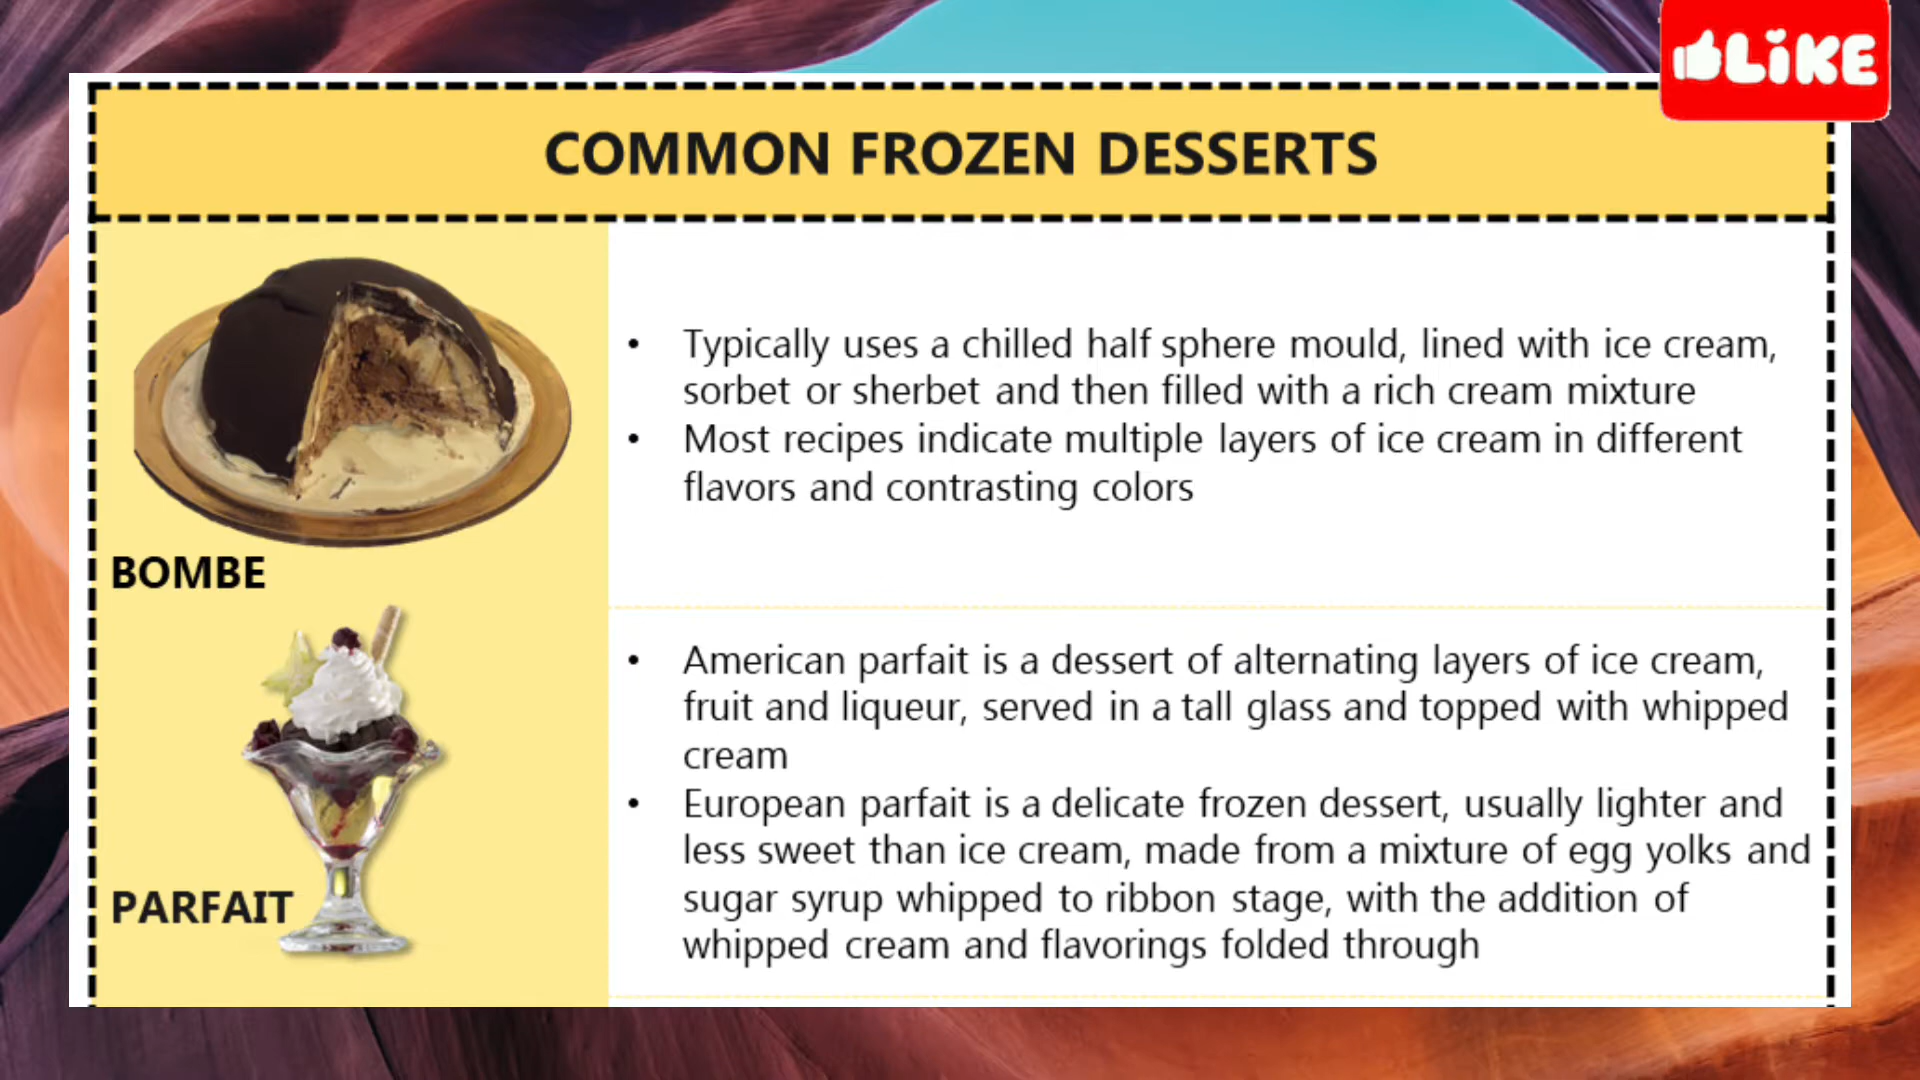 LiKE
COMMON FROZEN DESSERTS
• Typically uses a chilled half sphere mould, lined with ice cream,
sorbet or sherbet and then filled with a rich cream mixture
• Most recipes indicate multiple layers of ice cream in different
flavors and contrasting colors
BOMBE
• American parfait is a dessert of alternating layers of ice cream,
fruit and liqueur, served in a tall glass and topped with whipped
cream
• European parfait is a delicate frozen dessert, usually lighter and
less sweet than ice cream, made from a mixture of egg yolks and
sugar syrup whipped to ribbon stage, with the addition of
whipped cream and flavorings folded through
PARFAIT